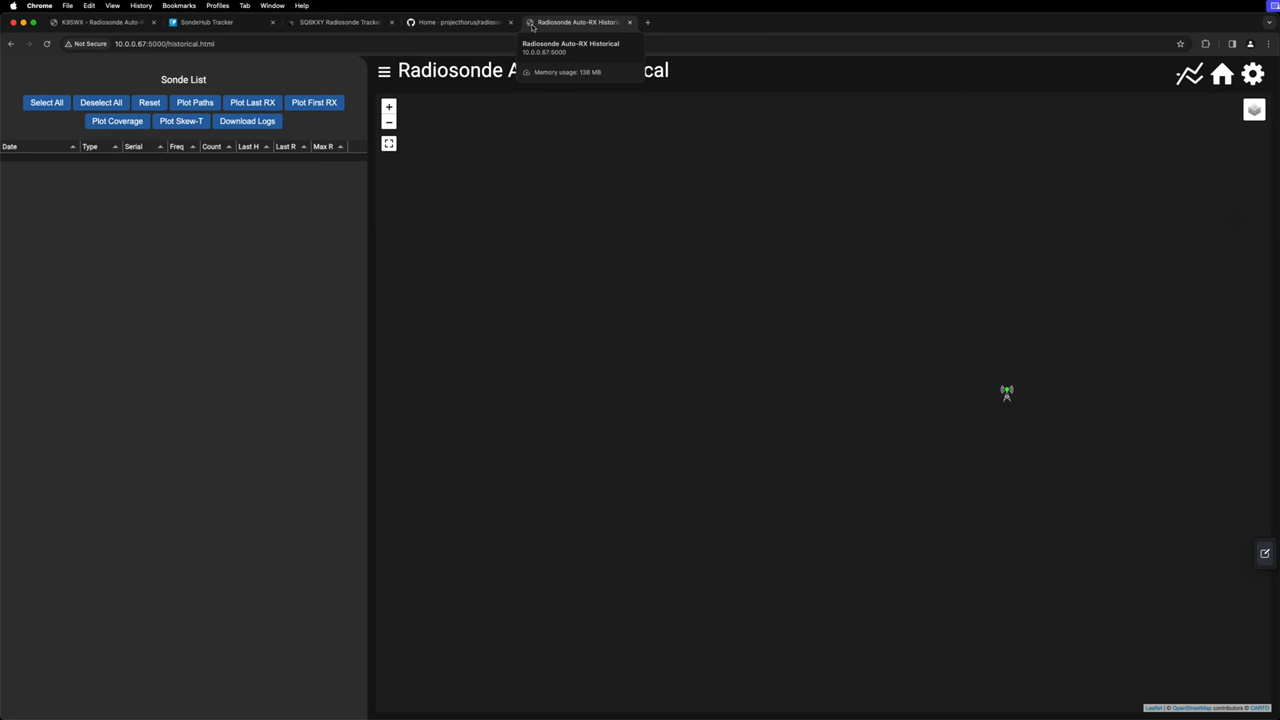 Chrome File Edit View History Bookmarks Profiles Tab Window Help
K9SWX - Radiosonde Auto-R
SondeHub Tracker
SQ6KXY Radiosonde Tracke
Home · projecthorus/radioso
Radiosonde Auto-RX Histori
Not Secure 10.0.0.67:5000/historical.html
Radiosonde Auto-RX Historical
10.0.0.67:5000
Memory usage: 138 MB
Sonde List
Select All Deselect All Reset Plot Paths Plot Last RX Plot First RX
Plot Coverage Plot Skew-T Download Logs
Date Type Serial Freq Count Last H Last R Max R
Radiosonde A cal
+
−
Leaflet | © OpenStreetMap contributors © CARTO